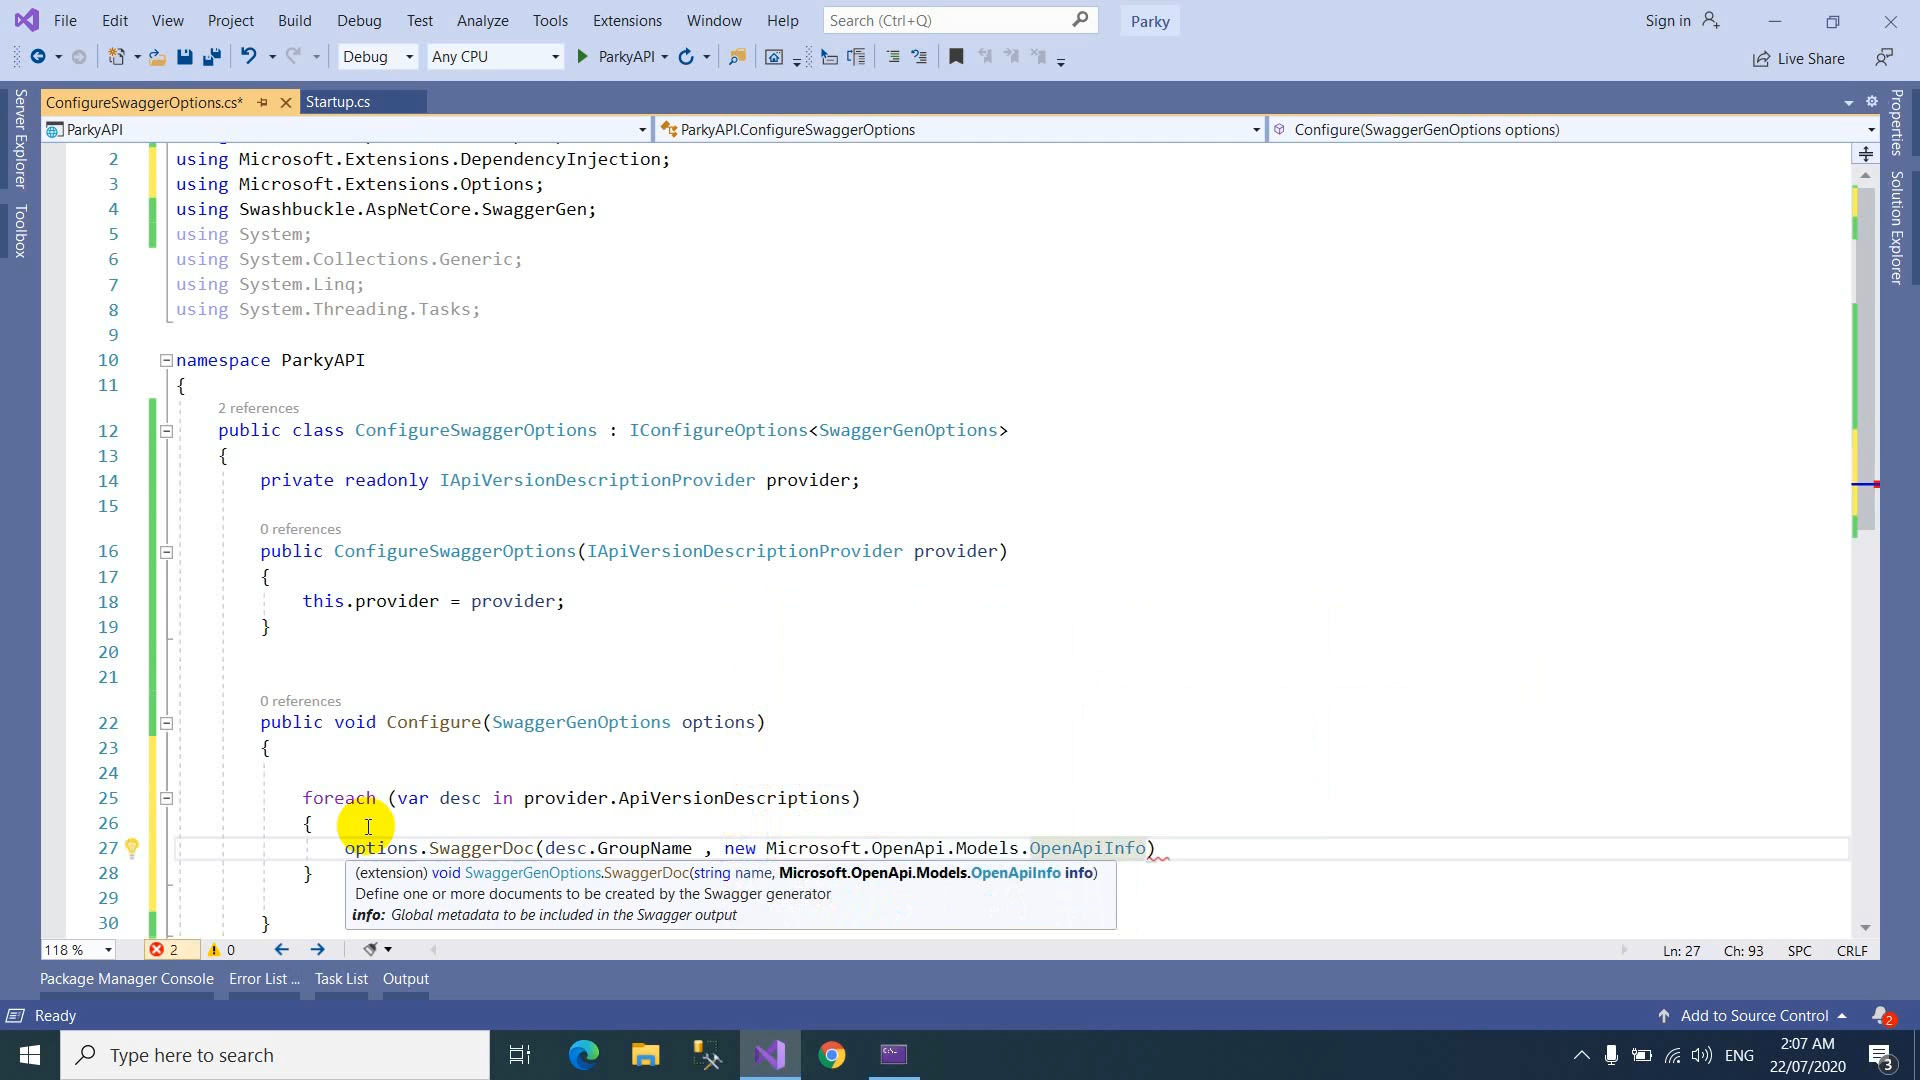 File Edit View Project Build Debug Test Analyze Tools Extensions Window Help Search (Ctrl+Q) Parky Sign in
Debug Any CPU ParkyAPI Live Share
ConfigureSwaggerOptions.cs* Startup.cs
ParkyAPI ParkyAPI.ConfigureSwaggerOptions Configure(SwaggerGenOptions options)
Server Explorer
Toolbox
Properties
Solution Explorer
2 using Microsoft.Extensions.DependencyInjection;
3 using Microsoft.Extensions.Options;
4 using Swashbuckle.AspNetCore.SwaggerGen;
5 using System;
6 using System.Collections.Generic;
7 using System.Linq;
8 using System.Threading.Tasks;
9
10 namespace ParkyAPI
11 {
2 references
12 public class ConfigureSwaggerOptions : IConfigureOptions<SwaggerGenOptions>
13 {
14 private readonly IApiVersionDescriptionProvider provider;
15
0 references
16 public ConfigureSwaggerOptions(IApiVersionDescriptionProvider provider)
17 {
18 this.provider = provider;
19 }
20
21
0 references
22 public void Configure(SwaggerGenOptions options)
23 {
24
25 foreach (var desc in provider.ApiVersionDescriptions)
26 {
27 options.SwaggerDoc(desc.GroupName , new Microsoft.OpenApi.Models.OpenApiInfo)
28 }
(extension) void SwaggerGenOptions.SwaggerDoc(string name, Microsoft.OpenApi.Models.OpenApiInfo info)
Define one or more documents to be created by the Swagger generator
info: Global metadata to be included in the Swagger output
29
30 }
118 % 2 0 Ln: 27 Ch: 93 SPC CRLF
Package Manager Console Error List ... Task List Output
Ready Add to Source Control 2
Type here to search ENG 2:07 AM
22/07/2020 3